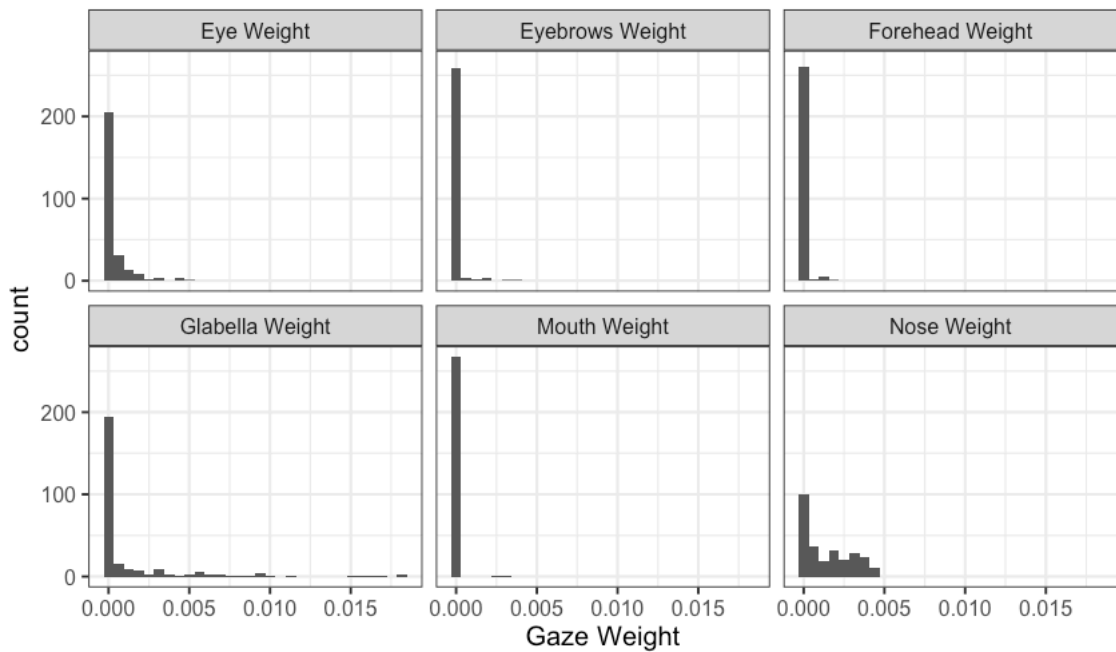 Eye Weight
Eyebrows Weight
Forehead Weight
200
100
0
Glabella Weight
Mouth Weight
Nose Weight
200
100
0
0.000 0.005 0.010 0.015
0.000 0.005 0.010 0.015
0.000 0.005 0.010 0.015
count
Gaze Weight